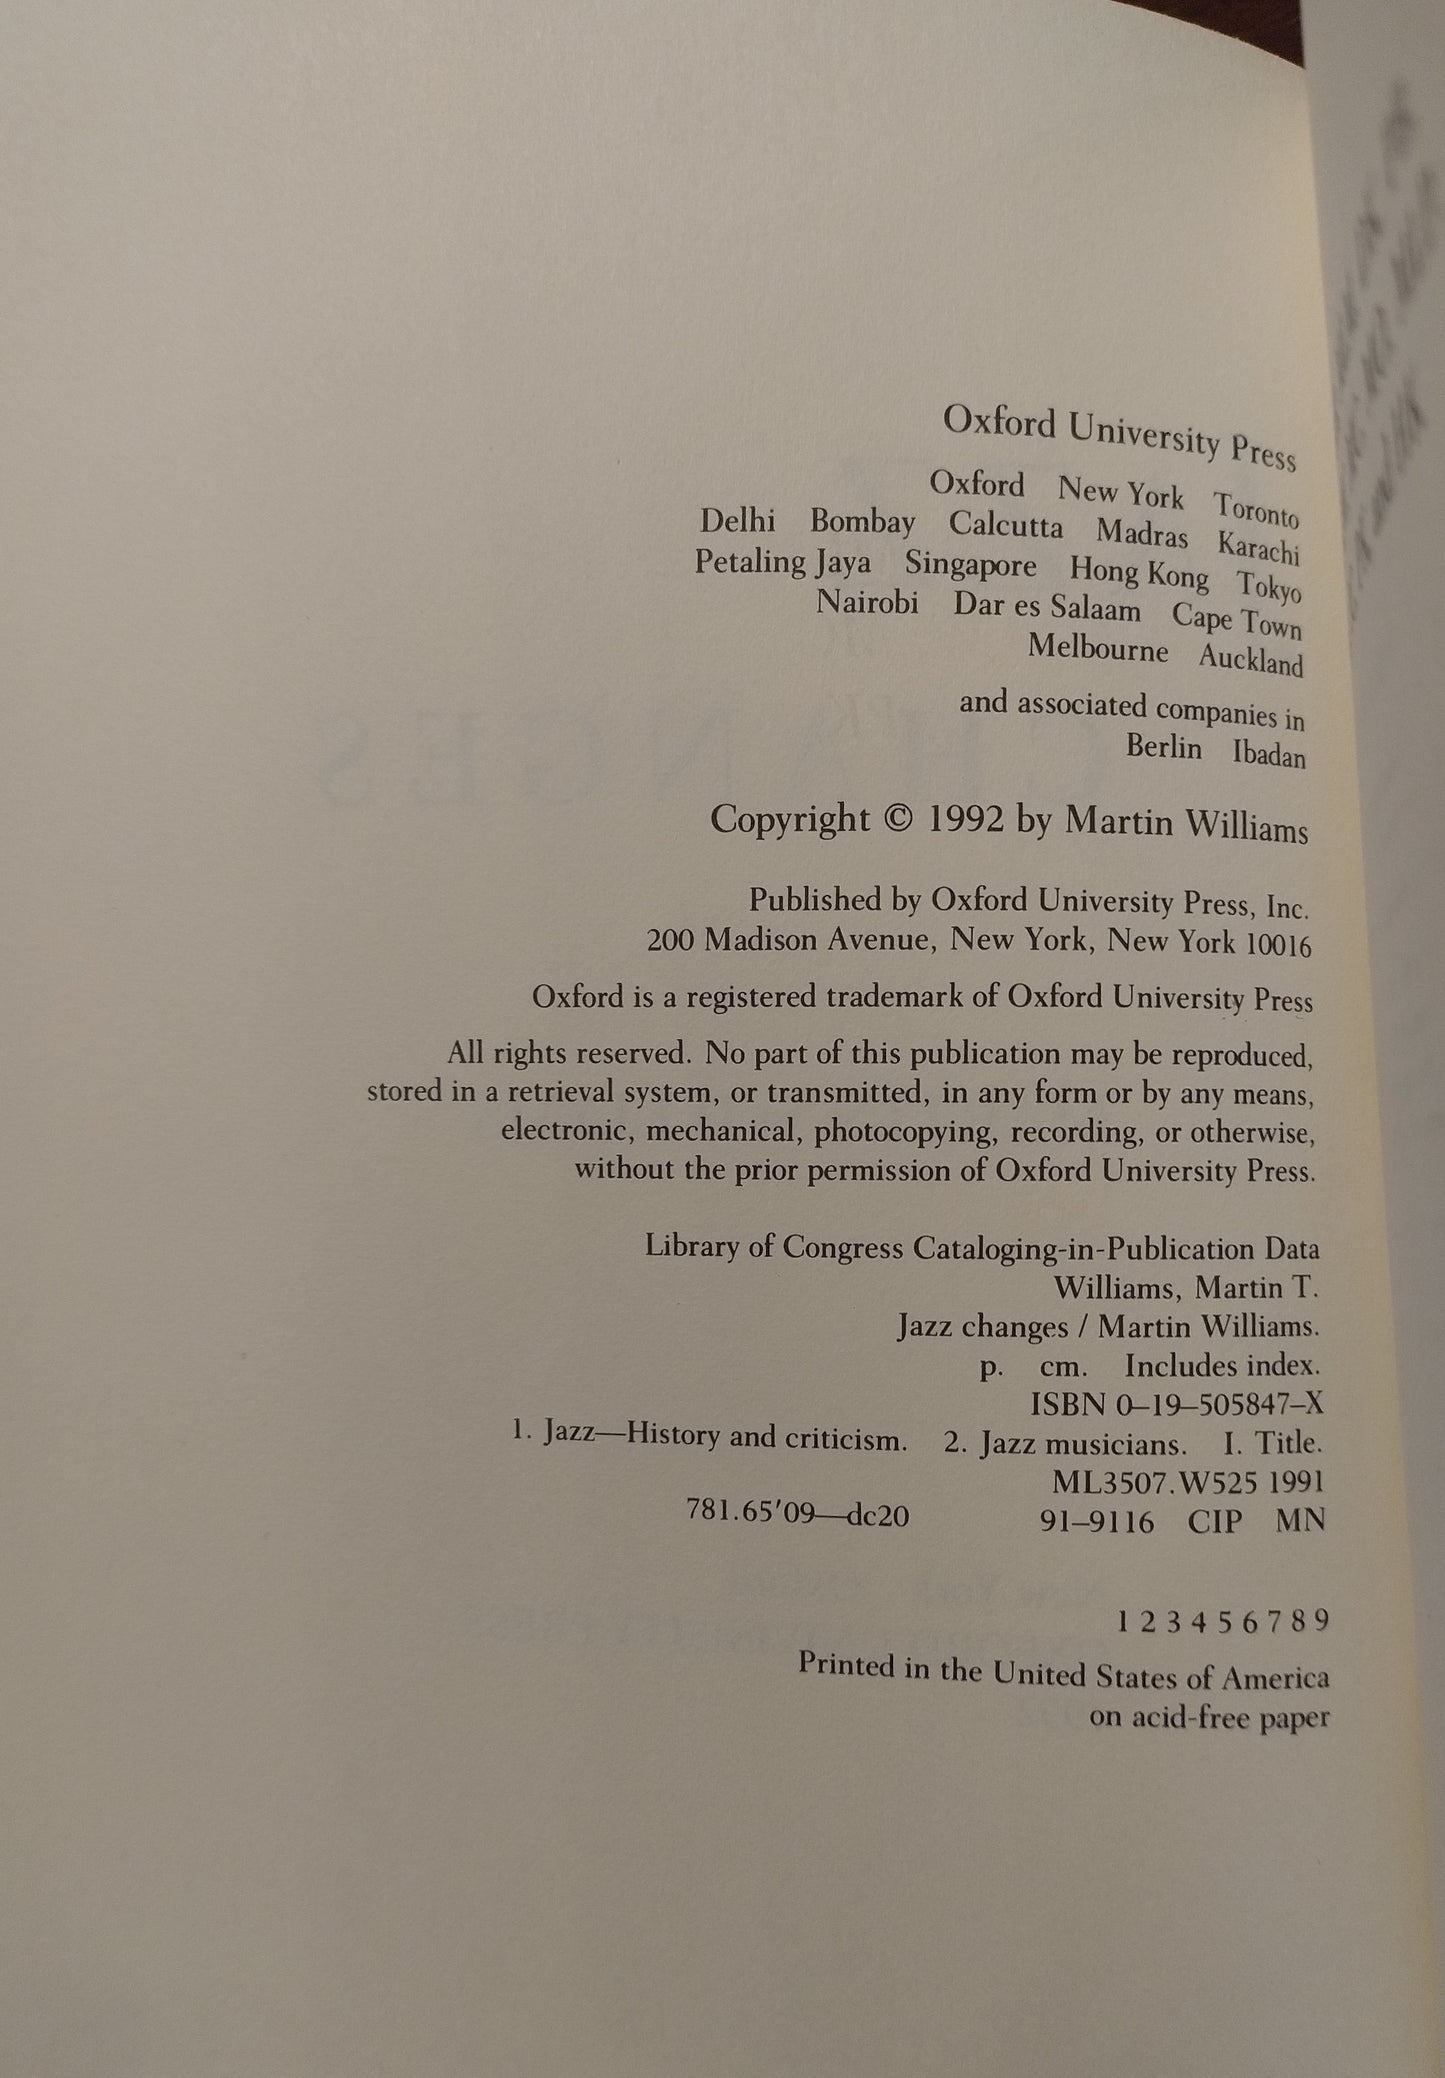 Oxford University Press
Oxford New York Toronto
Delhi Bombay Calcutta Madras Karachi
Petaling Jaya Singapore Hong Kong Tokyo
Nairobi Dar es Salaam Cape Town
Melbourne Auckland
and associated companies in
Berlin Ibadan
Copyright © 1992 by Martin Williams
Published by Oxford University Press, Inc.
200 Madison Avenue, New York, New York 10016
Oxford is a registered trademark of Oxford University Press
All rights reserved. No part of this publication may be reproduced,
stored in a retrieval system, or transmitted, in any form or by any means,
electronic, mechanical, photocopying, recording, or otherwise,
without the prior permission of Oxford University Press.
Library of Congress Cataloging-in-Publication Data
Williams, Martin T.
Jazz changes / Martin Williams.
p. cm. Includes index.
ISBN 0–19–505847–X
1. Jazz—History and criticism. 2. Jazz musicians. I. Title.
ML3507.W525 1991
781.65′09—dc20 91–9116 CIP MN
1 2 3 4 5 6 7 8 9
Printed in the United States of America
on acid-free paper